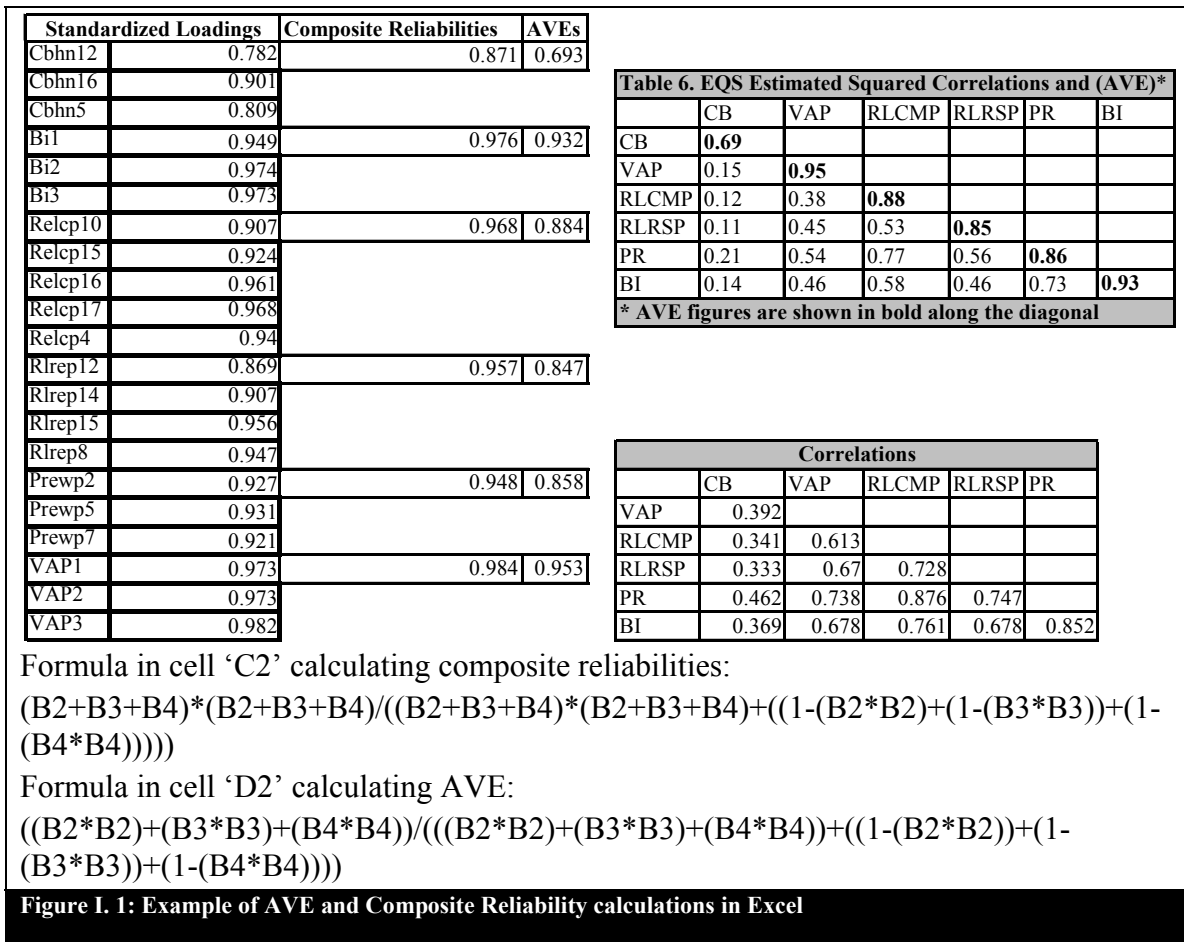 Standardized Loadings Composite Reliabilities AVEs
Cbhn12 0.782 0.871 0.693
Cbhn16 0.901
Cbhn5 0.809
Bi1 0.949 0.976 0.932
Bi2 0.974
Bi3 0.973
Relcp10 0.907 0.968 0.884
Relcp15 0.924
Relcp16 0.961
Relcp17 0.968
Relcp4 0.94
Rlrep12 0.869 0.957 0.847
Rlrep14 0.907
Rlrep15 0.956
Rlrep8 0.947
Prewp2 0.927 0.948 0.858
Prewp5 0.931
Prewp7 0.921
VAP1 0.973 0.984 0.953
VAP2 0.973
VAP3 0.982
Table 6. EQS Estimated Squared Correlations and (AVE)*
CB VAP RLCMP RLRSP PR BI
CB 0.69
VAP 0.15 0.95
RLCMP 0.12 0.38 0.88
RLRSP 0.11 0.45 0.53 0.85
PR 0.21 0.54 0.77 0.56 0.86
BI 0.14 0.46 0.58 0.46 0.73 0.93
* AVE figures are shown in bold along the diagonal
Correlations
CB VAP RLCMP RLRSP PR
VAP 0.392
RLCMP 0.341 0.613
RLRSP 0.333 0.67 0.728
PR 0.462 0.738 0.876 0.747
BI 0.369 0.678 0.761 0.678 0.852
Formula in cell ‘C2’ calculating composite reliabilities:
(B2+B3+B4)*(B2+B3+B4)/((B2+B3+B4)*(B2+B3+B4)+((1-(B2*B2)+(1-(B3*B3))+(1-
(B4*B4)))))
Formula in cell ‘D2’ calculating AVE:
((B2*B2)+(B3*B3)+(B4*B4))/(((B2*B2)+(B3*B3)+(B4*B4))+((1-(B2*B2))+(1-
(B3*B3))+(1-(B4*B4))))
Figure I. 1: Example of AVE and Composite Reliability calculations in Excel